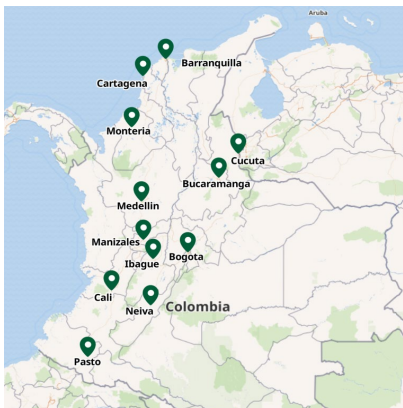 Aruba
Barranquilla
Cartagena
Monteria
Cucuta
Bucaramanga
Medellin
Manizales
Bogota
Ibague
Cali
Neiva
Colombia
Pasto